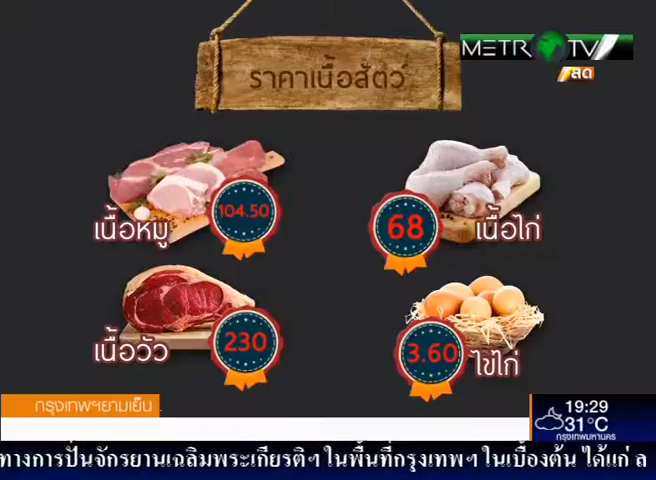 METR TV
สด
ราคาเนื้อสัตว์
เนื้อหมู
104.50
68
เนื้อไก่
เนื้อวัว
230
3.60
ไข่ไก่
กรุงเทพฯยามเย็น
19:29
31°C
กรุงเทพมหานคร
ทางการปั่นจักรยานเฉลิมพระเกียรติฯ ในพื้นที่กรุงเทพฯ ในเบื้องต้น ได้แก่ ล